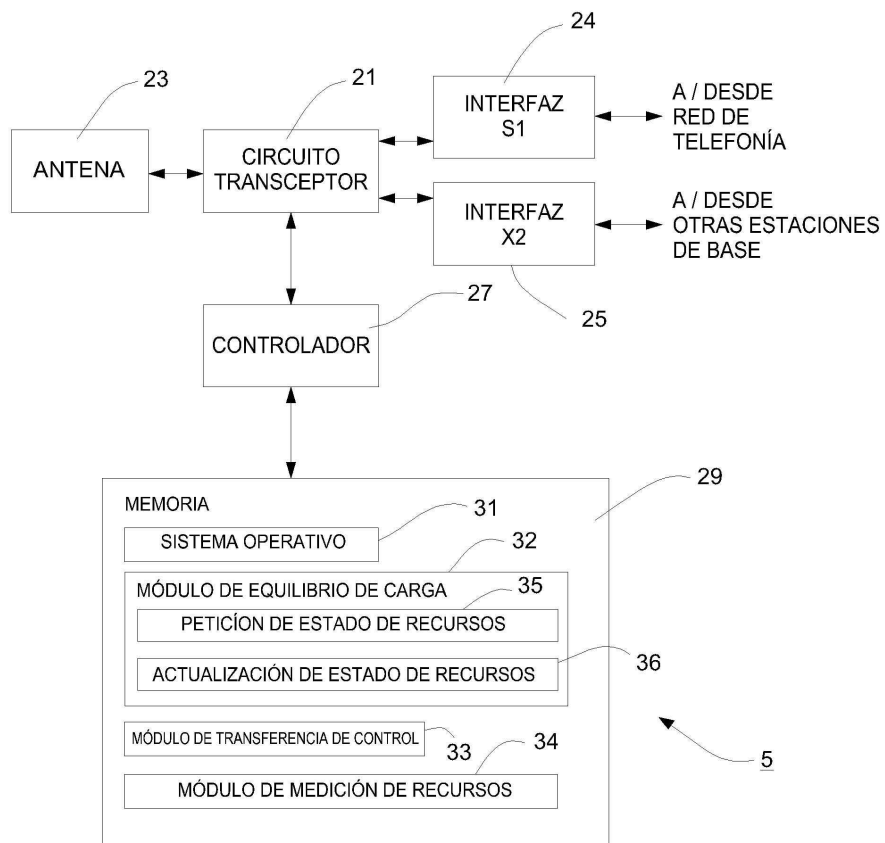 24
23
21
INTERFAZ
S1
A / DESDE
RED DE
TELEFONÍA
ANTENA
CIRCUITO
TRANSCEPTOR
INTERFAZ
X2
A / DESDE
OTRAS ESTACIONES
DE BASE
27
25
CONTROLADOR
29
MEMORIA
31
SISTEMA OPERATIVO
32
MÓDULO DE EQUILIBRIO DE CARGA
35
PETICÍON DE ESTADO DE RECURSOS
ACTUALIZACIÓN DE ESTADO DE RECURSOS
36
MÓDULO DE TRANSFERENCIA DE CONTROL
33
34
MÓDULO DE MEDICIÓN DE RECURSOS
5